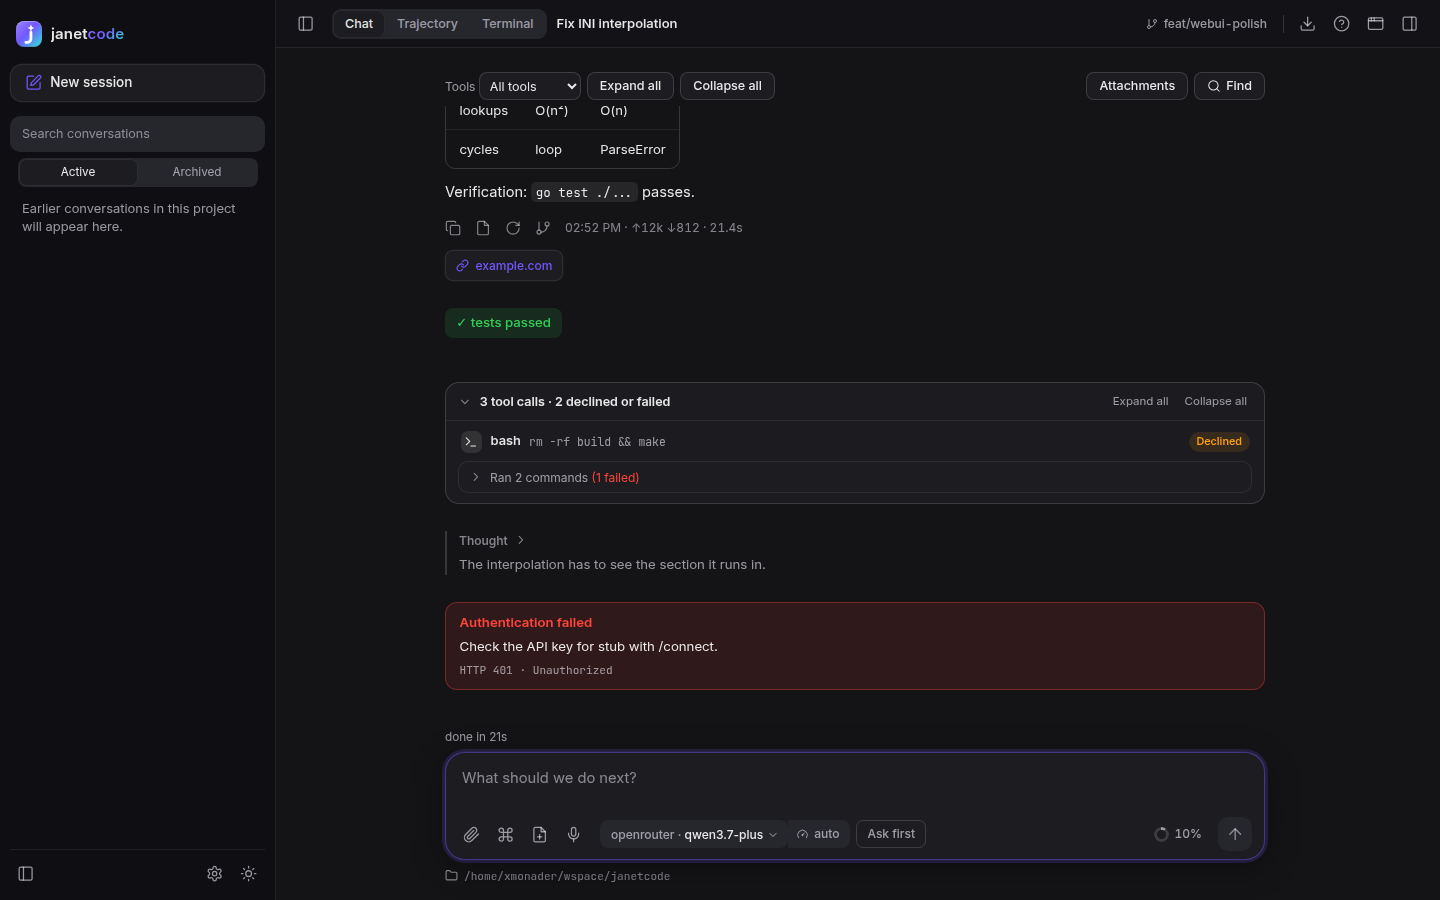 janetcode
New session
Search conversations
Active
Archived
Earlier conversations in this project
will appear here.
Chat
Trajectory
Terminal
Fix INI interpolation
feat/webui-polish
Tools
All tools
Expand all
Collapse all
Attachments
Find
lookups O(n²) O(n)
cycles loop ParseError
Verification: go test ./... passes.
02:52 PM · ↑12k ↓812 · 21.4s
example.com
✓ tests passed
3 tool calls · 2 declined or failed
Expand all
Collapse all
bash rm -rf build && make
Declined
Ran 2 commands (1 failed)
Thought
The interpolation has to see the section it runs in.
Authentication failed
Check the API key for stub with /connect.
HTTP 401 · Unauthorized
done in 21s
What should we do next?
openrouter · qwen3.7-plus
auto
Ask first
10%
/home/xmonader/wspace/janetcode